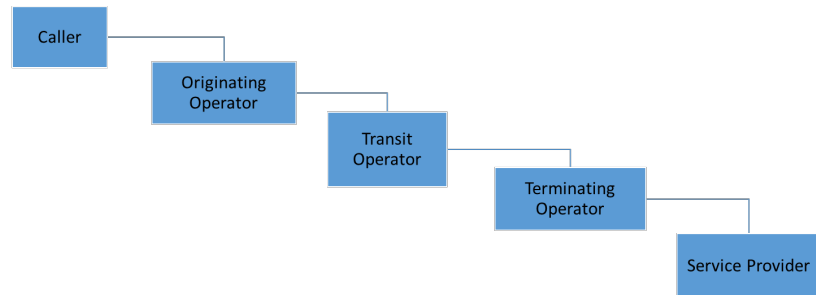 Caller
Originating
Operator
Transit
Operator
Terminating
Operator
Service Provider